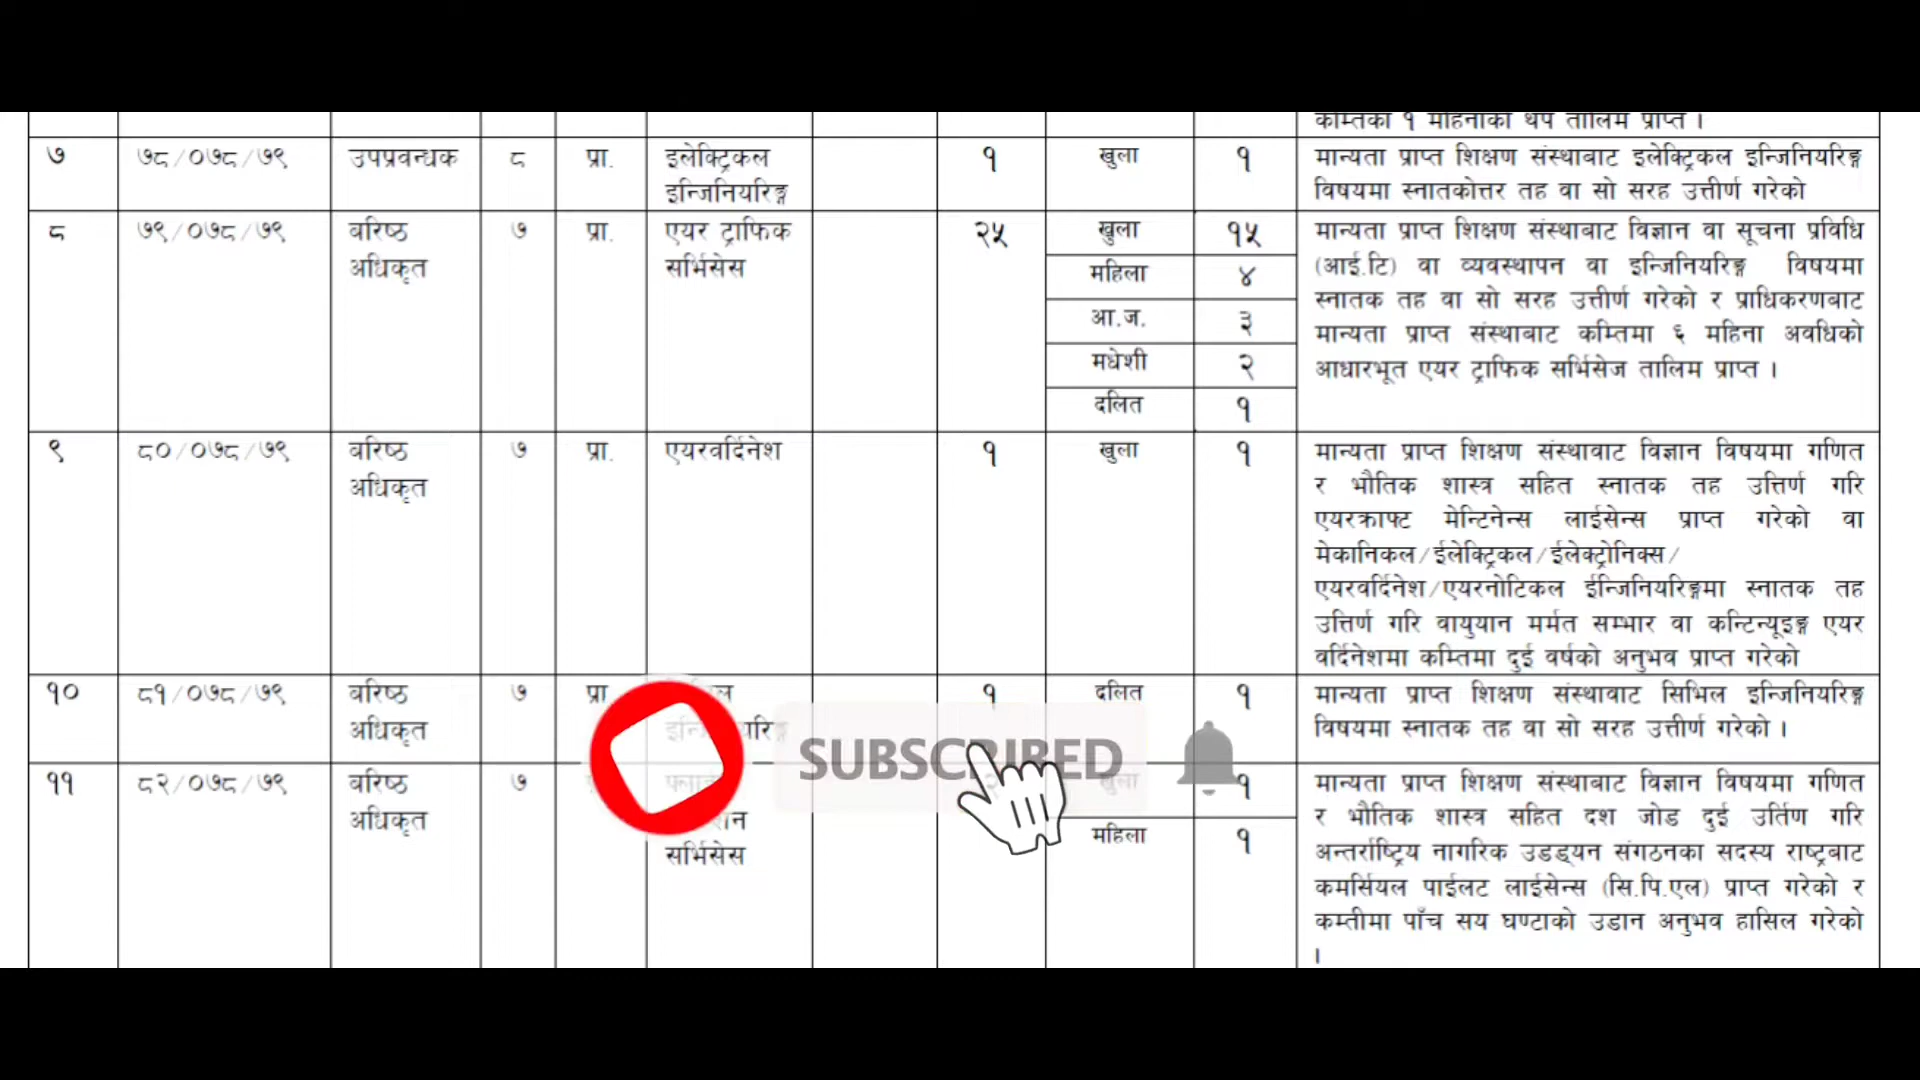 कम्तिका १ महिनाको थप तालिम प्राप्त ।
७ ७८/०७८/७९ उपप्रवन्धक ८ प्रा. इलेक्ट्रिकल १ खुला १ मान्यता प्राप्त शिक्षण संस्थाबाट इलेक्ट्रिकल इन्जिनियरिङ्ग
इन्जिनियरिङ्ग विषयमा स्नातकोत्तर तह वा सो सरह उत्तीर्ण गरेको
८ ७९/०७८/७९ बरिष्ठ ७ प्रा. एयर ट्राफिक २५ खुला १५ मान्यता प्राप्त शिक्षण संस्थाबाट विज्ञान वा सूचना प्रविधि
अधिकृत सर्भिसेस महिला ४ (आई.टि) वा व्यवस्थापन वा इन्जिनियरिङ्ग विषयमा
स्नातक तह वा सो सरह उत्तीर्ण गरेको र प्राधिकरणबाट
आ.ज. ३ मान्यता प्राप्त संस्थाबाट कम्तिमा ६ महिना अवधिको
मधेशी २ आधारभूत एयर ट्राफिक सर्भिसेज तालिम प्राप्त ।
दलित १
९ ८०/०७८/७९ बरिष्ठ ७ प्रा. एयरवर्दिनेश १ खुला १ मान्यता प्राप्त शिक्षण संस्थावाट विज्ञान विषयमा गणित
अधिकृत र भौतिक शास्त्र सहित स्नातक तह उत्तिर्ण गरि
एयरक्राफ्ट मेन्टिनेन्स लाईसेन्स प्राप्त गरेको वा
मेकानिकल/ईलेक्ट्रिकल/ईलेक्ट्रोनिक्स/
एयरवर्दिनेश/एयरनोटिकल ईन्जिनियरिङ्गमा स्नातक तह
उत्तिर्ण गरि वायुयान मर्मत सम्भार वा कन्टिन्यूइङ्ग एयर
वर्दिनेशमा कम्तिमा दुई वर्षको अनुभव प्राप्त गरेको
१० ८१/०७८/७९ बरिष्ठ ७ प्रा १ दलित १ मान्यता प्राप्त शिक्षण संस्थावाट सिभिल इन्जिनियरिङ्ग
अधिकृत विषयमा स्नातक तह वा सो सरह उत्तीर्ण गरेको ।
SUBSCRIBED
११ ८२/०७८/७९ बरिष्ठ ७ खुला १ मान्यता प्राप्त शिक्षण संस्थाबाट विज्ञान विषयमा गणित
अधिकृत महिला १ र भौतिक शास्त्र सहित दश जोड दुई उर्तिण गरि
सर्भिसेस अन्तर्राष्ट्रिय नागरिक उडड्यन संगठनका सदस्य राष्ट्रबाट
कमर्सियल पाईलट लाईसेन्स (सि.पि.एल) प्राप्त गरेको र
कम्तीमा पाँच सय घण्टाको उडान अनुभव हासिल गरेको
।